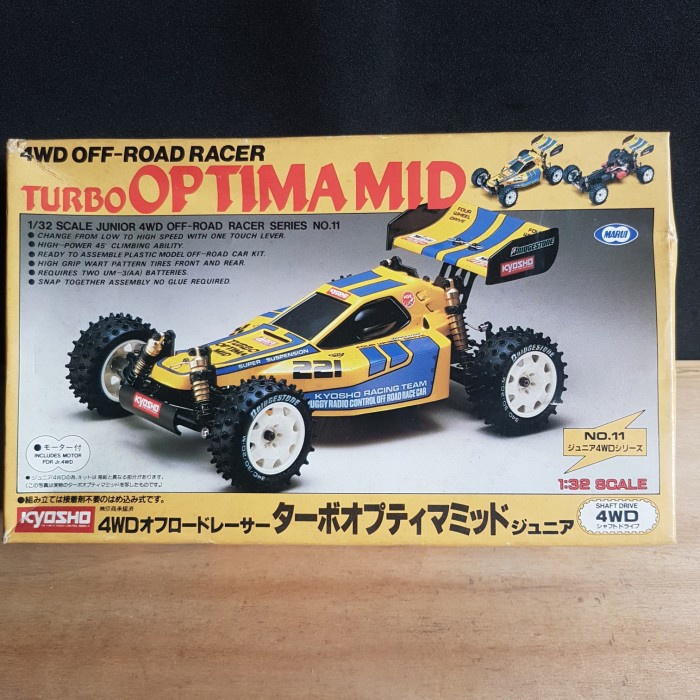 4WD OFF-ROAD RACER
TURBO OPTIMA MID
1/32 SCALE JUNIOR 4WD OFF-ROAD RACER SERIES NO.11
● CHANGE FROM LOW TO HIGH SPEED WITH ONE TOUCH LEVER.
● HIGH-POWER 45° CLIMBING ABILITY.
● READY TO ASSEMBLE PLASTIC MODEL OFF-ROAD CAR KIT.
● HIGH GRIP WART PATTERN TIRES FRONT AND REAR.
● REQUIRES TWO UM-3(AA) BATTERIES.
● SNAP TOGETHER ASSEMBLY NO GLUE REQUIRED.
MARUI
FOUR
WHEEL
DRIVE
BRIDGESTONE
KYOSHO
KYOSHO
TURBO
OPTIMA
MID
SUPER SUSPENSION
221
KYOSHO RACING TEAM
BUGGY RADIO CONTROL OFF ROAD RACE CAR
KYOSHO
BRIDGESTONE
BRIDGESTONE
● モーター付
INCLUDES MOTOR
FOR Jr.4WD
NO.11
ジュニア4WDシリーズ
1:32 SCALE
●組み立ては接着剤不要のはめ込み式です。
KYOSHO
4WDオフロードレーサー ターボオプティマミッド ジュニア
SHAFT DRIVE
4WD
シャフトドライブ